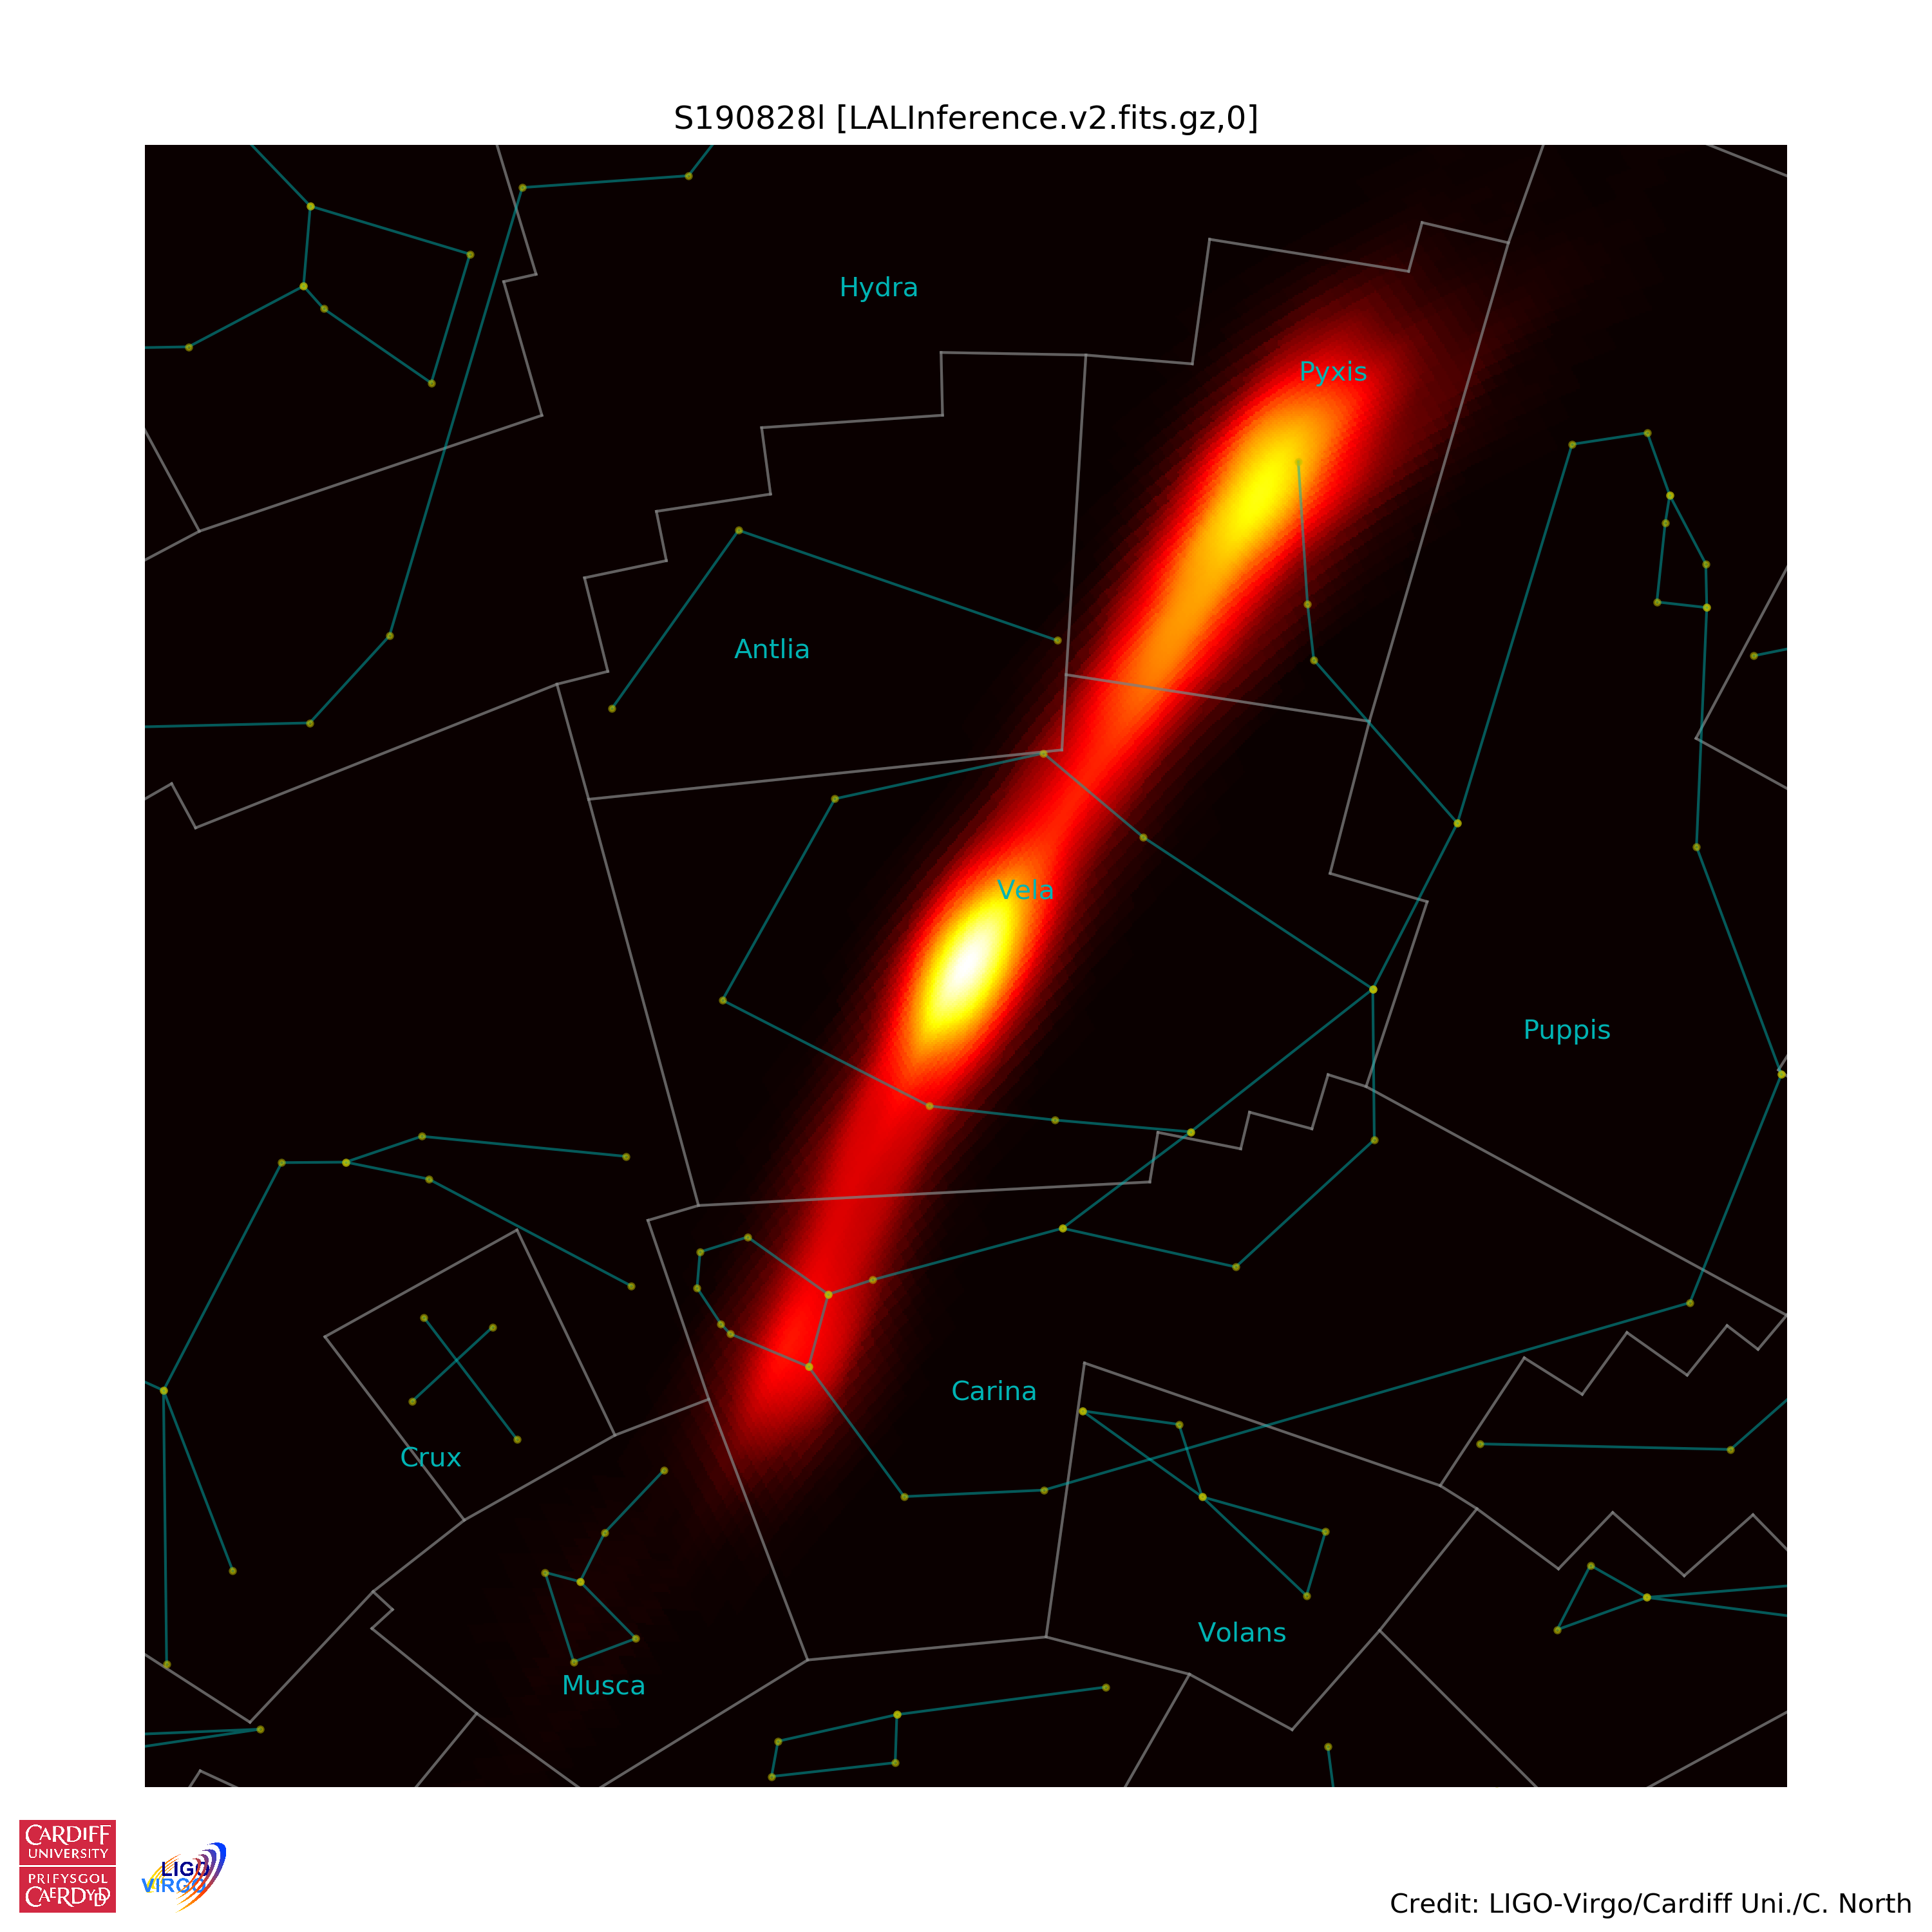 S190828l [LALInference.v2.fits.gz,0]
Hydra
Pyxis
Antlia
Vela
Puppis
Carina
Crux
Volans
Musca
CARDIFF
UNIVERSITY
PRIFYSGOL
CAERDYDD
LIGO
VIRGO
Credit: LIGO-Virgo/Cardiff Uni./C. North